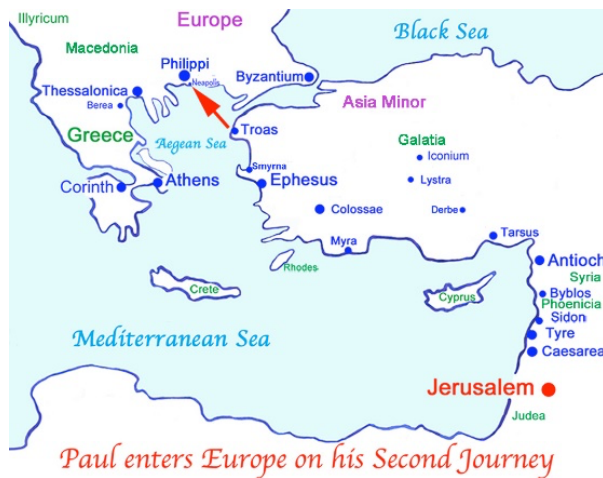 Illyricum
Europe
Black Sea
Macedonia
Philippi
Byzantium
Neapolis
Thessalonica
Berea
Asia Minor
Troas
Greece
Aegean Sea
Galatia
Iconium
Smyrna
Lystra
Corinth
Athens
Ephesus
Colossae
Derbe
Tarsus
Myra
Antioch
Rhodes
Syria
Crete
Cyprus
Byblos
Phoenicia
Sidon
Mediterranean Sea
Tyre
Caesarea
Jerusalem
Judea
Paul enters Europe on his Second Journey